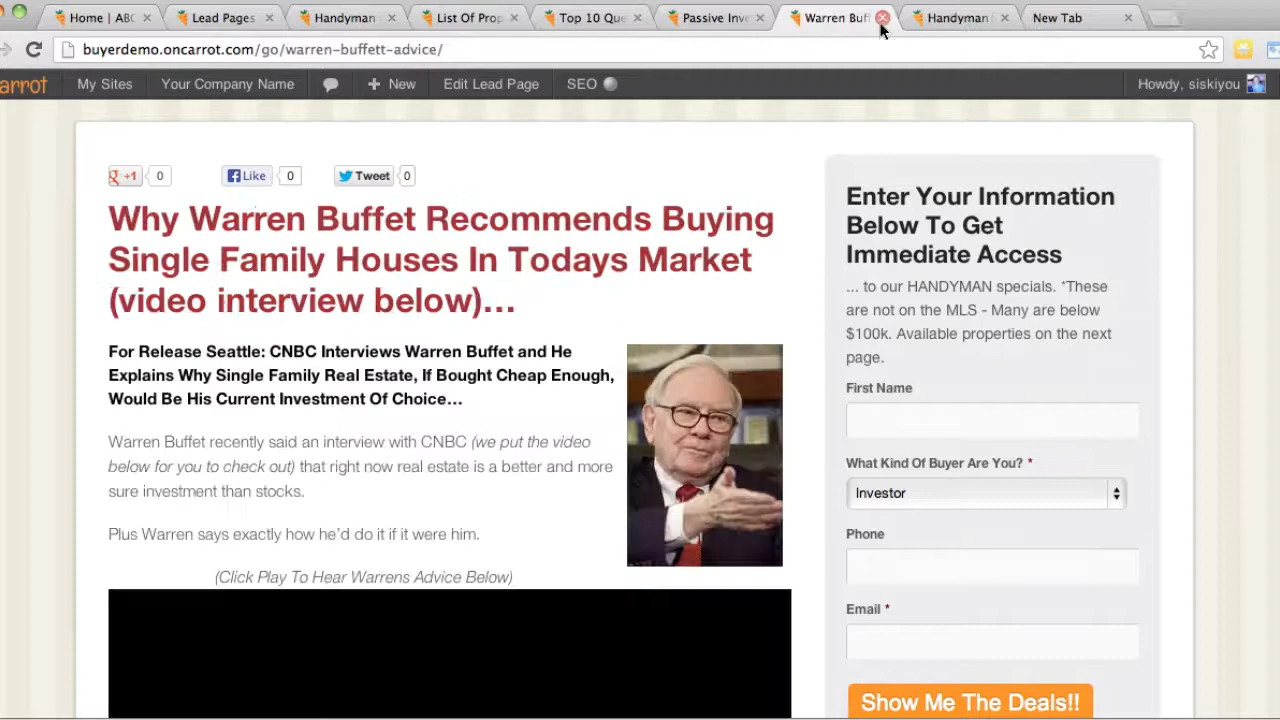 Home | ABC
Lead Pages
Handyman
List Of Prop
Top 10 Que
Passive Inv
Warren Buf
Handyman
New Tab
buyerdemo.oncarrot.com/go/warren-buffett-advice/
arrot
My Sites
Your Company Name
+ New
Edit Lead Page
SEO
Howdy, siskiyou
+1
0
Like
0
Tweet
0
Why Warren Buffet Recommends Buying
Single Family Houses In Todays Market
(video interview below)...
For Release Seattle: CNBC Interviews Warren Buffet and He
Explains Why Single Family Real Estate, If Bought Cheap Enough,
Would Be His Current Investment Of Choice...
Warren Buffet recently said an interview with CNBC (we put the video
below for you to check out) that right now real estate is a better and more
sure investment than stocks.
Plus Warren says exactly how he'd do it if it were him.
(Click Play To Hear Warrens Advice Below)
Enter Your Information
Below To Get
Immediate Access
... to our HANDYMAN specials. *These
are not on the MLS - Many are below
$100k. Available properties on the next
page.
First Name
What Kind Of Buyer Are You? *
Investor
Phone
Email *
Show Me The Deals!!